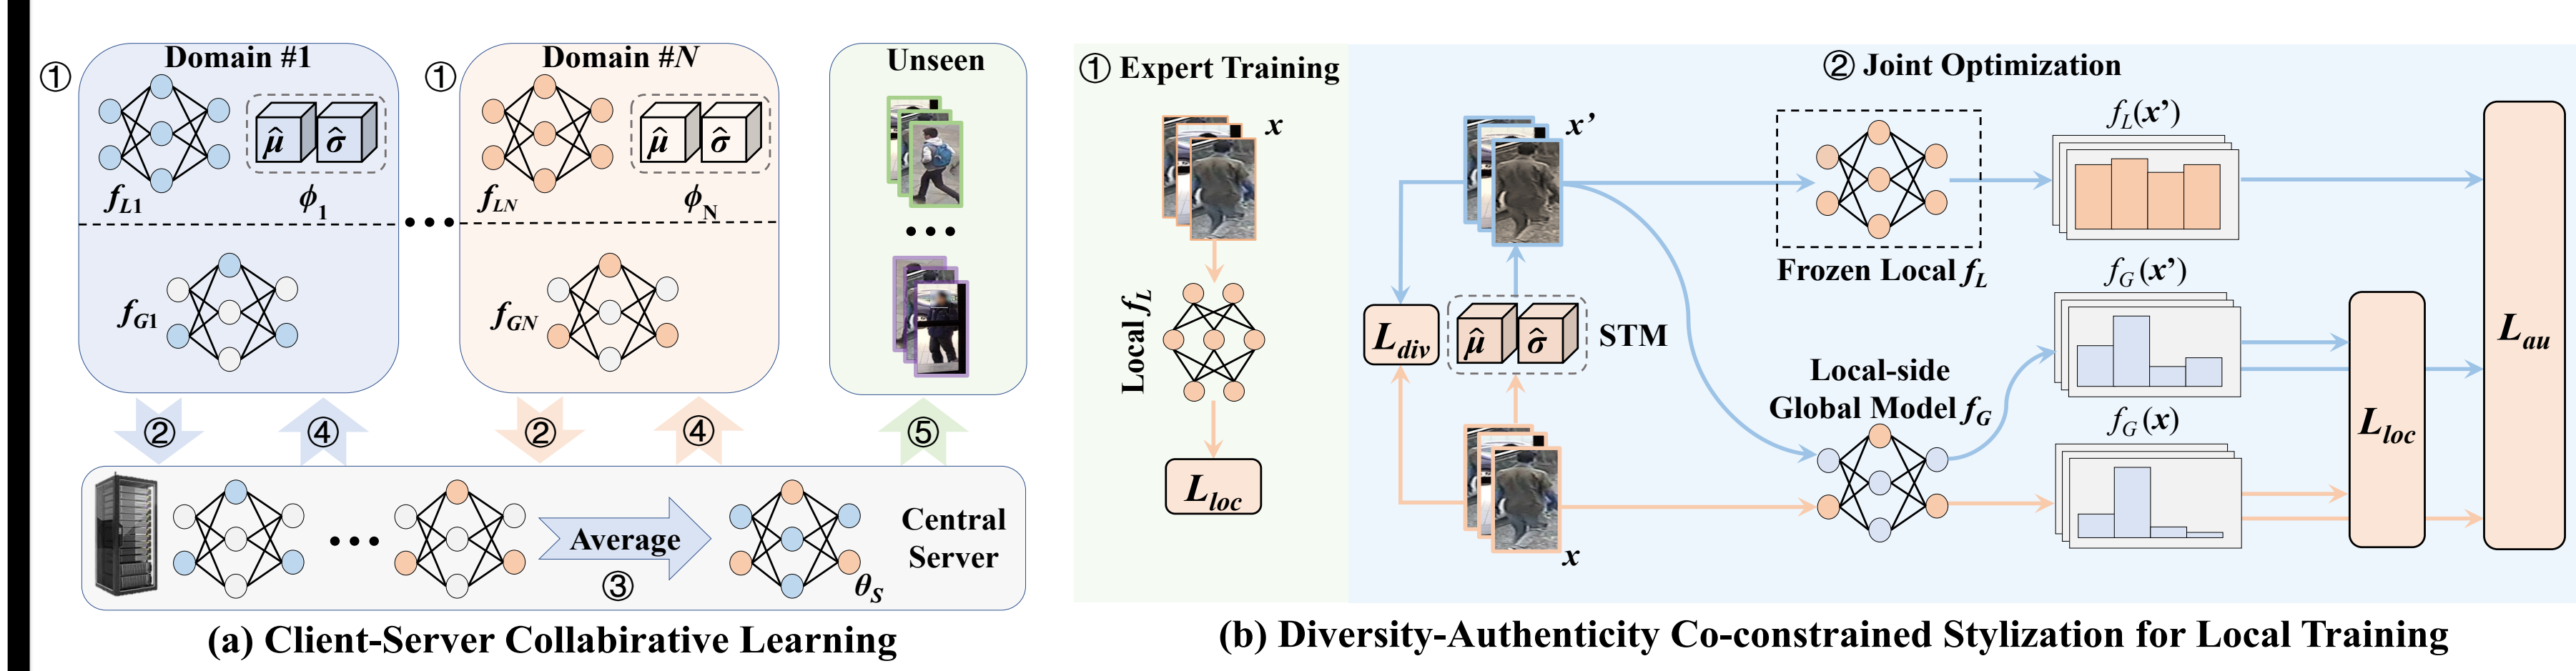 ① Domain #1
① Domain #N
Unseen
μ̂ σ̂
μ̂ σ̂
f_L1 ϕ_1
f_LN ϕ_N
...
...
f_G1
f_GN
② ④
② ④
⑤
...
Average
③
θ_S
Central
Server
(a) Client-Server Collabirative Learning
① Expert Training
x
Local f_L
L_loc
② Joint Optimization
x’
L_div
μ̂ σ̂
STM
x
Frozen Local f_L
Local-side
Global Model f_G
f_L(x’)
f_G(x’)
f_G(x)
L_loc
L_au
(b) Diversity-Authenticity Co-constrained Stylization for Local Training